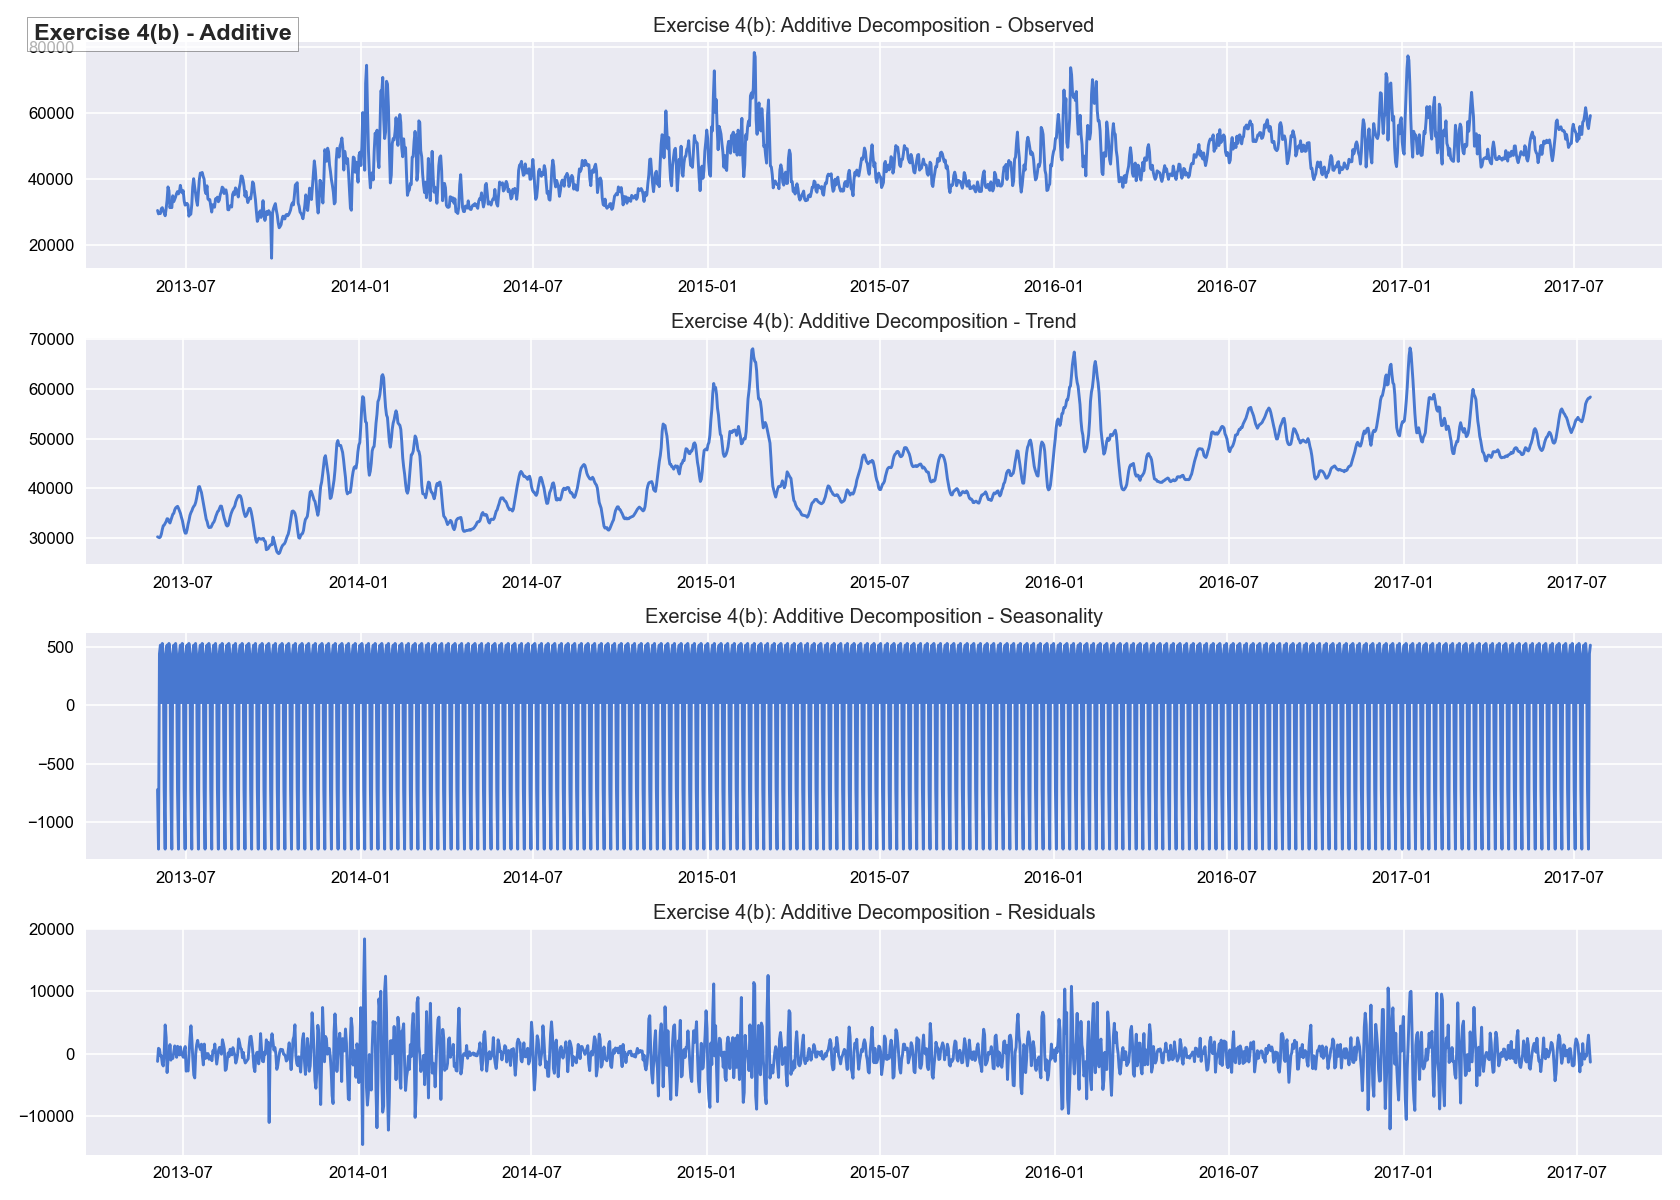 Exercise 4(b) - Additive
Exercise 4(b): Additive Decomposition - Observed
80000
60000
40000
20000
2013-07 2014-01 2014-07 2015-01 2015-07 2016-01 2016-07 2017-01 2017-07
Exercise 4(b): Additive Decomposition - Trend
70000
60000
50000
40000
30000
2013-07 2014-01 2014-07 2015-01 2015-07 2016-01 2016-07 2017-01 2017-07
Exercise 4(b): Additive Decomposition - Seasonality
500
0
−500
−1000
2013-07 2014-01 2014-07 2015-01 2015-07 2016-01 2016-07 2017-01 2017-07
Exercise 4(b): Additive Decomposition - Residuals
20000
10000
0
−10000
2013-07 2014-01 2014-07 2015-01 2015-07 2016-01 2016-07 2017-01 2017-07